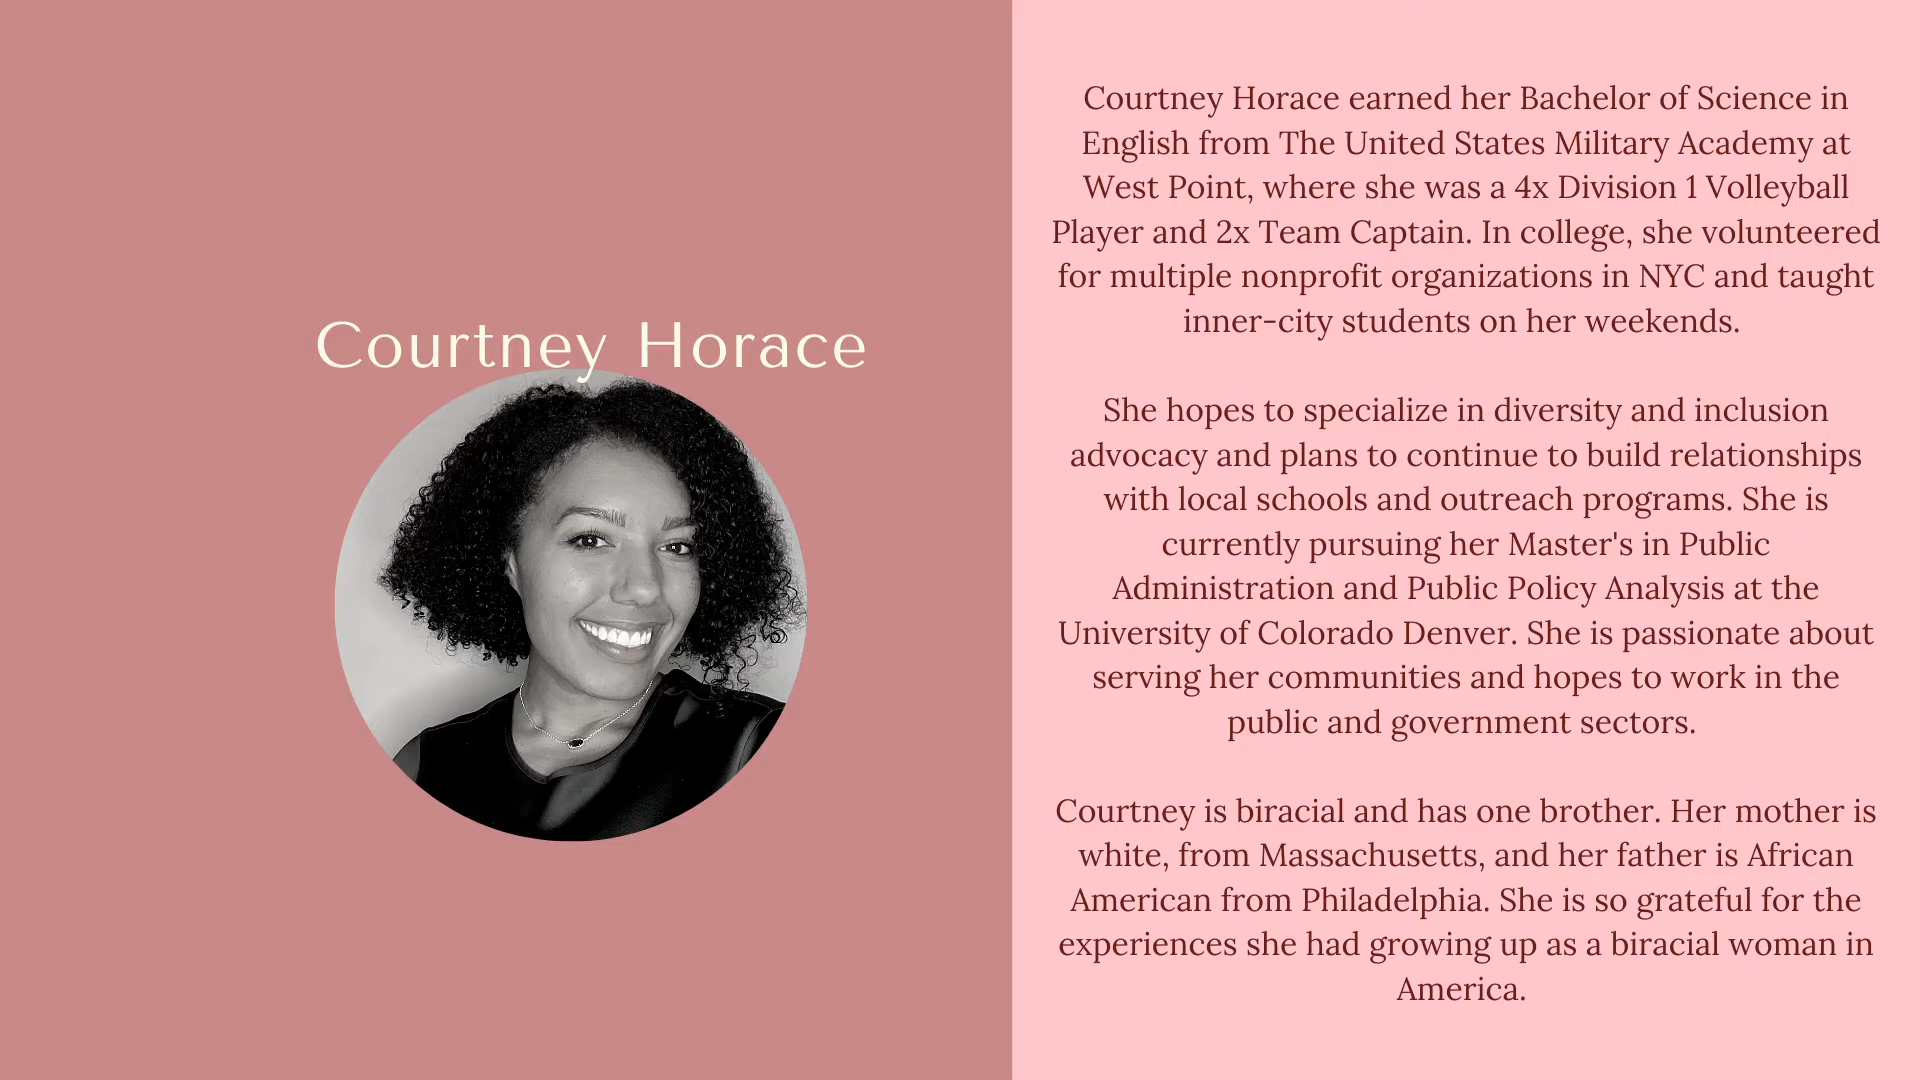 Courtney Horace
Courtney Horace earned her Bachelor of Science in
English from The United States Military Academy at
West Point, where she was a 4x Division 1 Volleyball
Player and 2x Team Captain. In college, she volunteered
for multiple nonprofit organizations in NYC and taught
inner-city students on her weekends.
She hopes to specialize in diversity and inclusion
advocacy and plans to continue to build relationships
with local schools and outreach programs. She is
currently pursuing her Master's in Public
Administration and Public Policy Analysis at the
University of Colorado Denver. She is passionate about
serving her communities and hopes to work in the
public and government sectors.
Courtney is biracial and has one brother. Her mother is
white, from Massachusetts, and her father is African
American from Philadelphia. She is so grateful for the
experiences she had growing up as a biracial woman in
America.